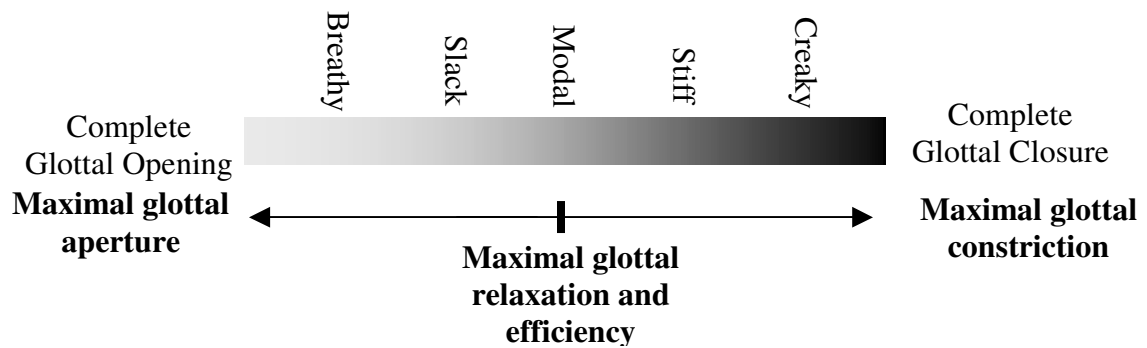 Breathy
Slack
Modal
Stiff
Creaky
Complete
Glottal Opening
Complete
Glottal Closure
Maximal glottal
aperture
Maximal glottal
relaxation and
efficiency
Maximal glottal
constriction